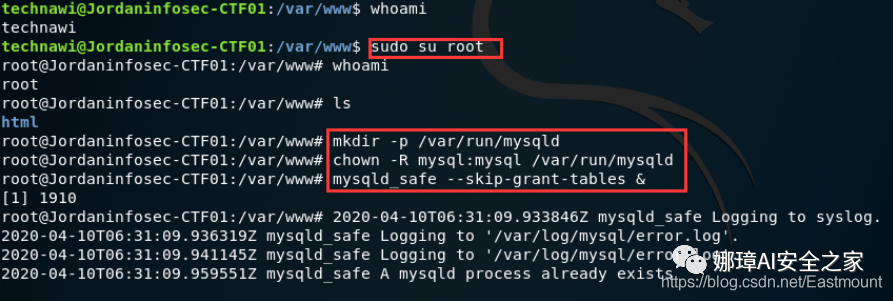 technawi@Jordaninfosec-CTF01:/var/www$ whoami
technawi
technawi@Jordaninfosec-CTF01:/var/www$ sudo su root
root@Jordaninfosec-CTF01:/var/www# whoami
root
root@Jordaninfosec-CTF01:/var/www# ls
html
root@Jordaninfosec-CTF01:/var/www# mkdir -p /var/run/mysqld
root@Jordaninfosec-CTF01:/var/www# chown -R mysql:mysql /var/run/mysqld
root@Jordaninfosec-CTF01:/var/www# mysqld_safe --skip-grant-tables &
[1] 1910
root@Jordaninfosec-CTF01:/var/www# 2020-04-10T06:31:09.933846Z mysqld_safe Logging to syslog.
2020-04-10T06:31:09.936319Z mysqld_safe Logging to '/var/log/mysql/error.log'.
2020-04-10T06:31:09.941145Z mysqld_safe Logging to '/var/log/mysql/error
2020-04-10T06:31:09.959551Z mysqld_safe A mysqld process already exists
娜璋AI安全之家
https://blog.csdn.net/Eastmount